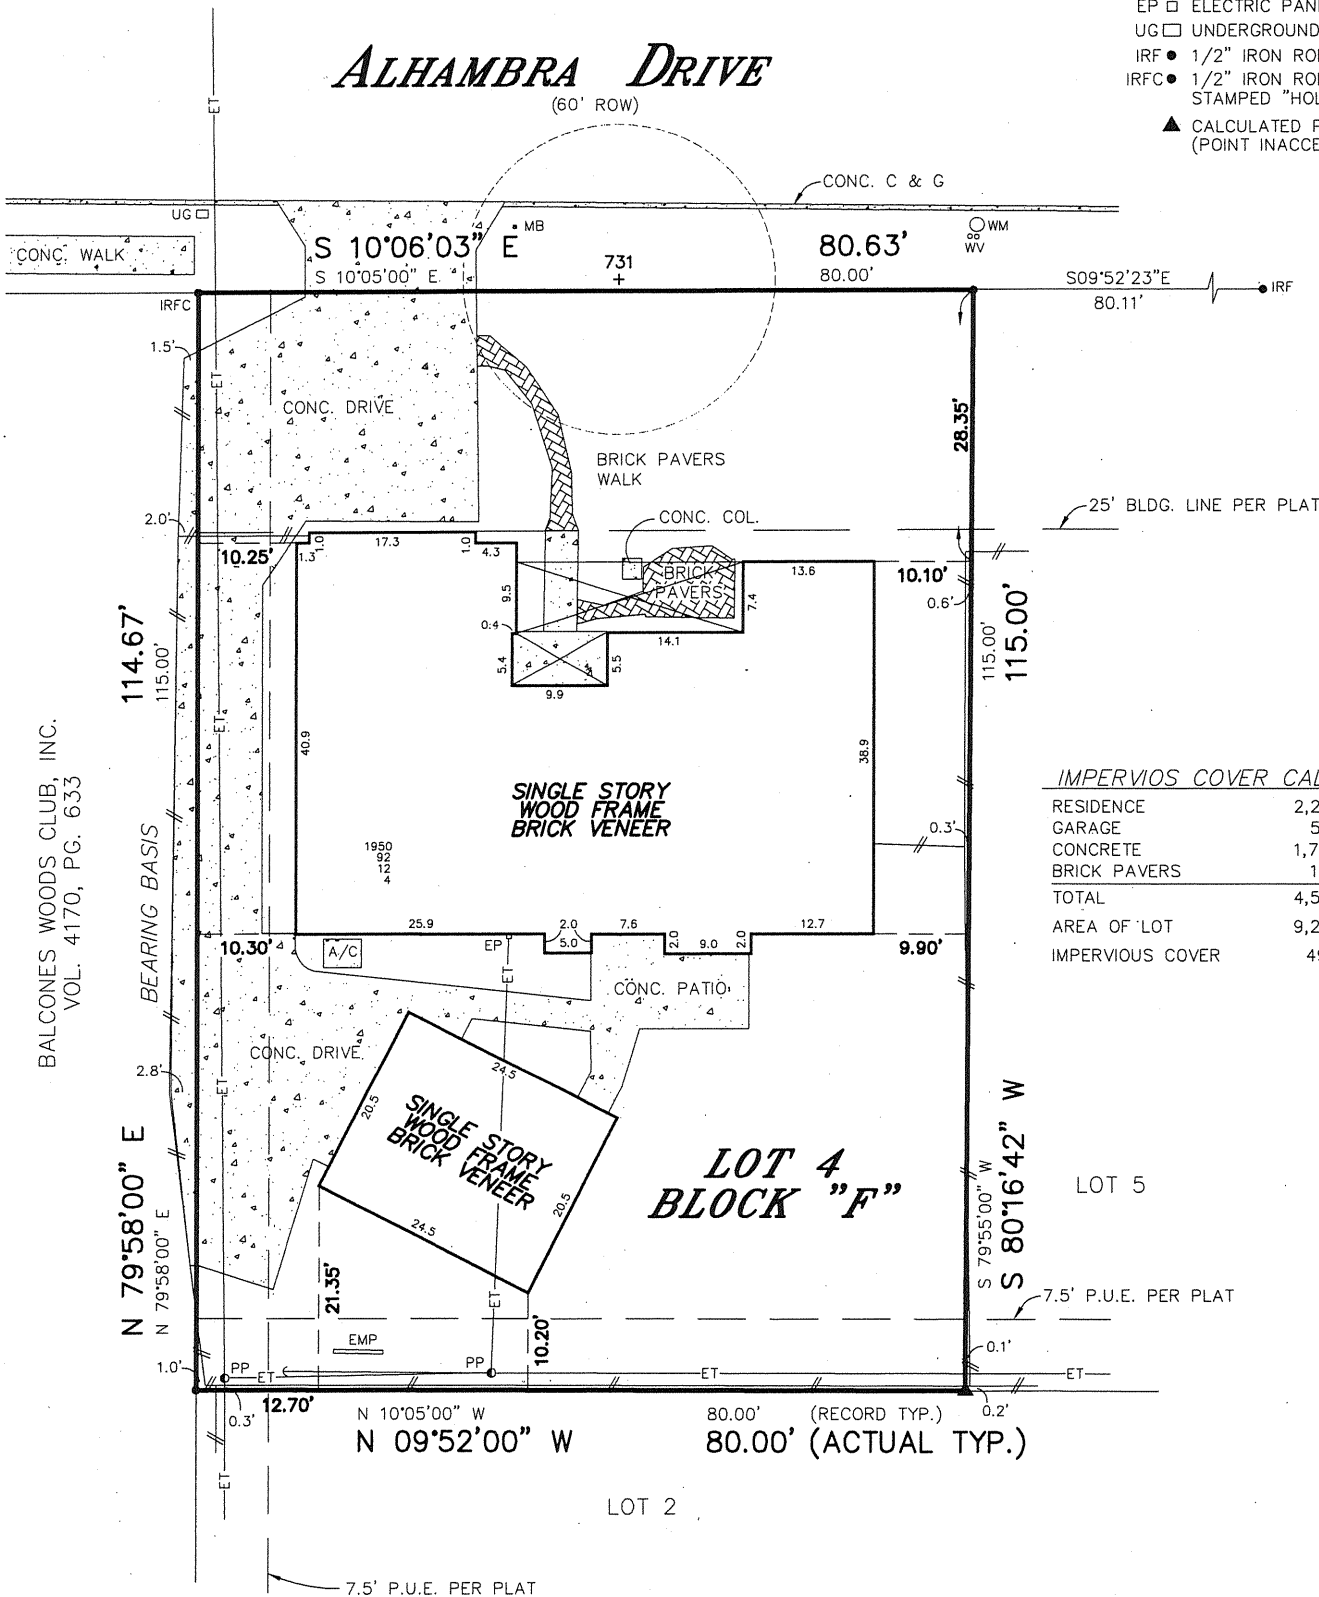 EP □ ELECTRIC
UG □ UNDERGROUND
IRF ● 1/2" IRON
IRFC ● 1/2" IRON
STAMPED
▲ CALCULATED
(POINT
ALHAMBRA DRIVE
(60' ROW)
ET
CONC. C & G
UG
MB
WM
WV
CONC. WALK
S 10°06'03" E
80.63'
S 10°05'00" E
731
80.00'
S09°52'23"E
80.11'
IRF
IRFC
1.5'
ET
CONC. DRIVE
28.35'
BRICK PAVERS
WALK
CONC. COL.
25' BLDG. LINE PER PLAT
2.0'
10.25'
1.3
1.0
17.3
1.0
4.3
9.5
BRICK
PAVERS
7.4
13.6
10.10'
0.6'
0.4
5.4
5.5
14.1
9.9
114.67'
115.00'
115.00'
115.00'
ET
40.9
38.9
SINGLE STORY
WOOD FRAME
BRICK VENEER
1950
92
12
4
0.3'
BALCONES WOODS CLUB, INC.
VOL. 4170, PG. 633
BEARING BASIS
IMPERVIOS COVER
RESIDENCE
GARAGE
CONCRETE
BRICK PAVERS
TOTAL
AREA OF LOT
IMPERVIOUS COVER
10.30'
25.9
2.0
5.0
7.6
2.0
9.0
2.0
12.7
9.90'
A/C
EP
ET
CONC. PATIO
CONC. DRIVE
2.8'
ET
24.5
20.5
SINGLE STORY
WOOD FRAME
BRICK VENEER
20.5
24.5
LOT 4
BLOCK "F"
LOT 5
N 79°58'00" E
N 79°58'00" E
S 79°55'00" W
S 80°16'42" W
21.35'
10.20'
ET
7.5' P.U.E. PER PLAT
EMP
1.0'
PP
ET
PP
ET
ET
0.1'
0.3'
12.70'
N 10°05'00" W
80.00'
(RECORD TYP.)
0.2'
N 09°52'00" W
80.00' (ACTUAL TYP.)
ET
LOT 2
7.5' P.U.E. PER PLAT